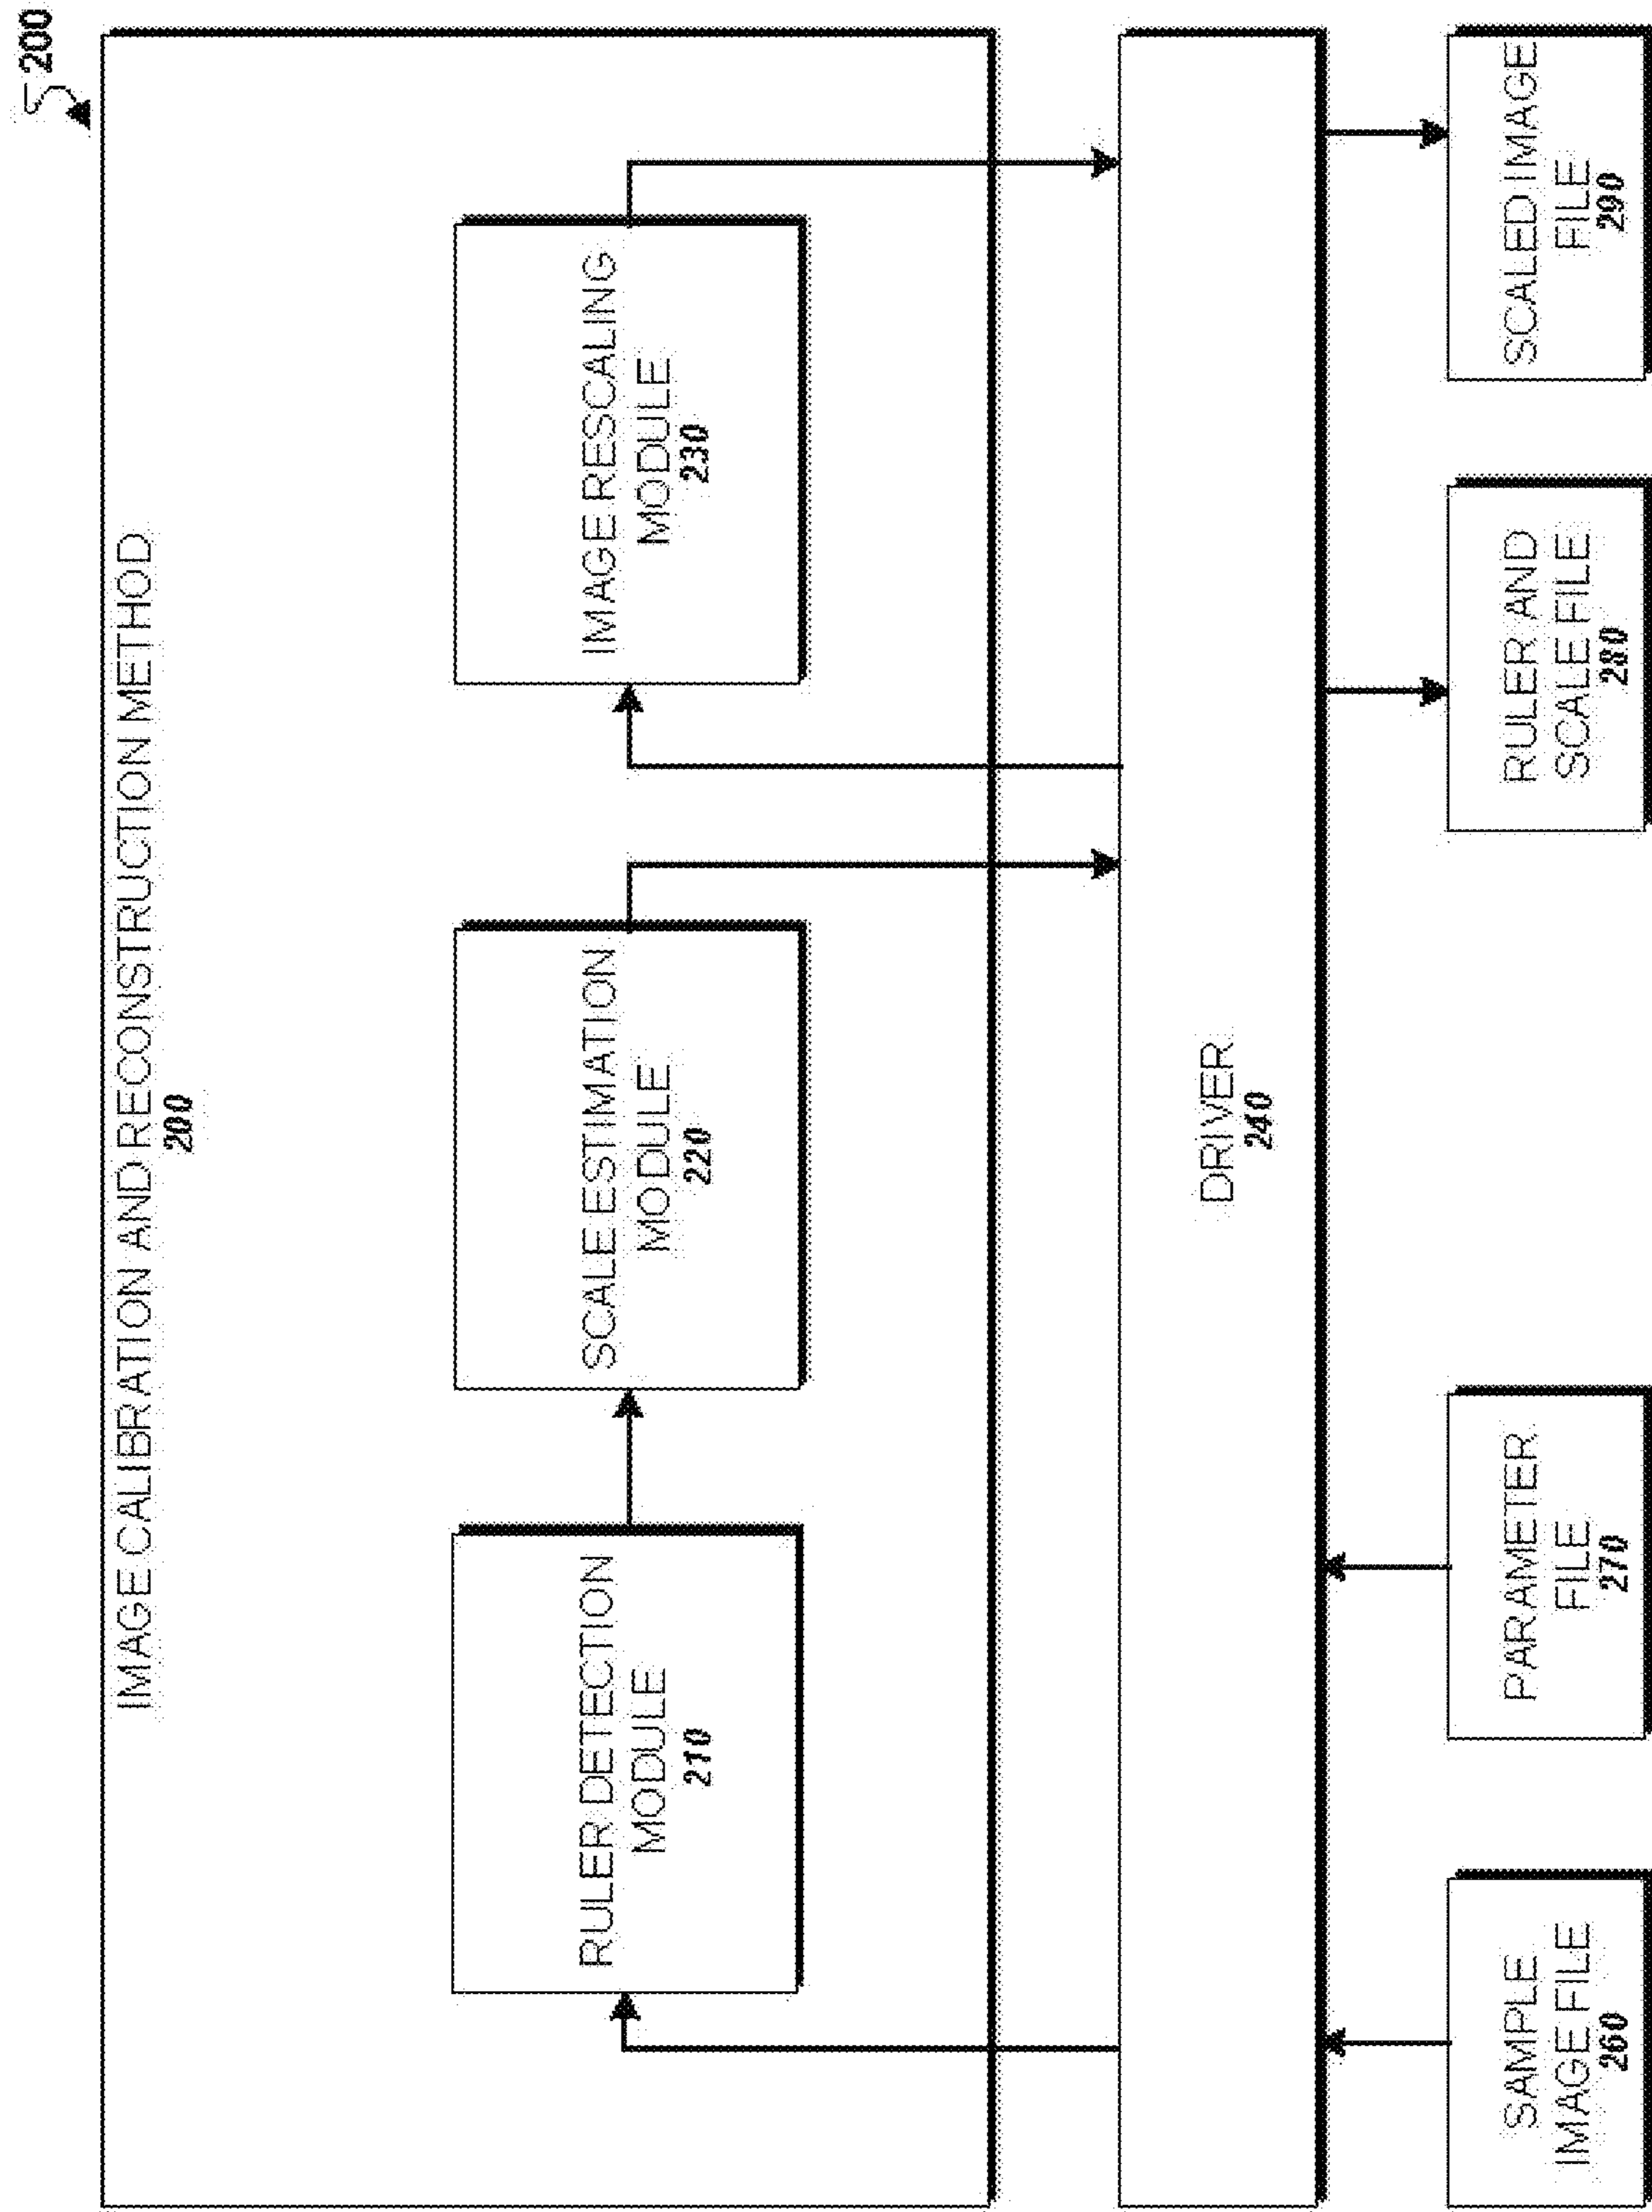 200
IMAGE CALIBRATION AND RECONSTRUCTION METHOD
200
RULER DETECTION
MODULE
210
SCALE ESTIMATION
MODULE
220
IMAGE RESCALING
MODULE
230
DRIVER
240
SAMPLE
IMAGE FILE
260
PARAMETER
FILE
270
RULER AND
SCALE FILE
280
SCALED IMAGE
FILE
290